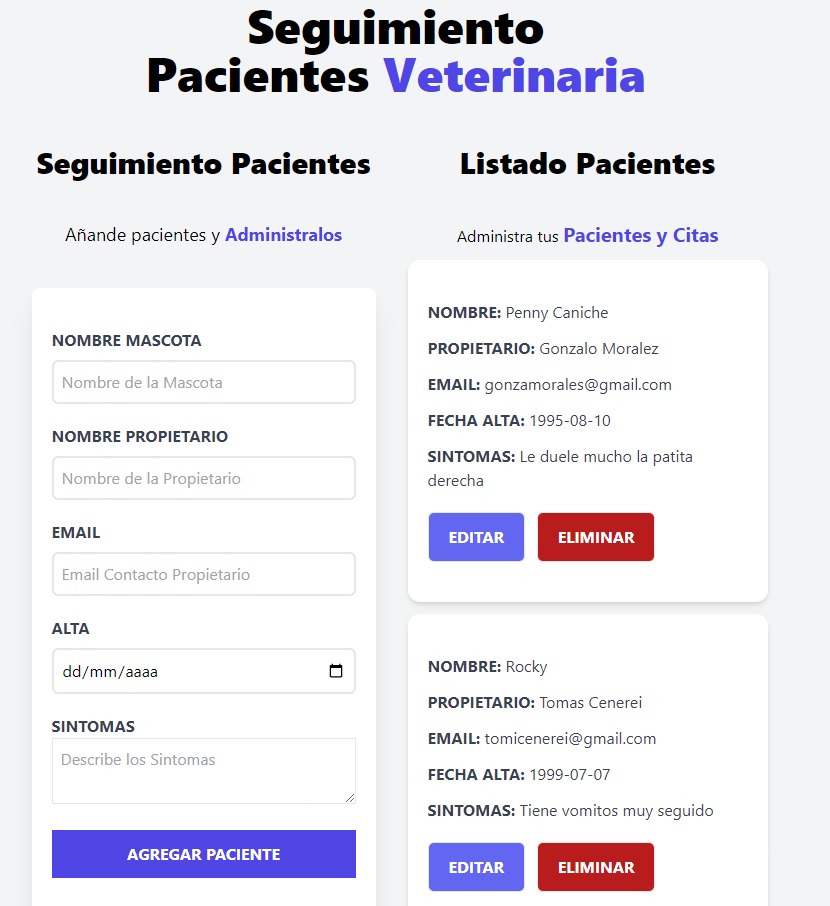 Seguimiento
Pacientes Veterinaria
Seguimiento Pacientes
Añande pacientes y Administralos
NOMBRE MASCOTA
Nombre de la Mascota
NOMBRE PROPIETARIO
Nombre de la Propietario
EMAIL
Email Contacto Propietario
ALTA
dd/mm/aaaa
SINTOMAS
Describe los Sintomas
AGREGAR PACIENTE
Listado Pacientes
Administra tus Pacientes y Citas
NOMBRE: Penny Caniche
PROPIETARIO: Gonzalo Moralez
EMAIL: gonzamorales@gmail.com
FECHA ALTA: 1995-08-10
SINTOMAS: Le duele mucho la patita
derecha
EDITAR
ELIMINAR
NOMBRE: Rocky
PROPIETARIO: Tomas Cenerei
EMAIL: tomicenerei@gmail.com
FECHA ALTA: 1999-07-07
SINTOMAS: Tiene vomitos muy seguido
EDITAR
ELIMINAR